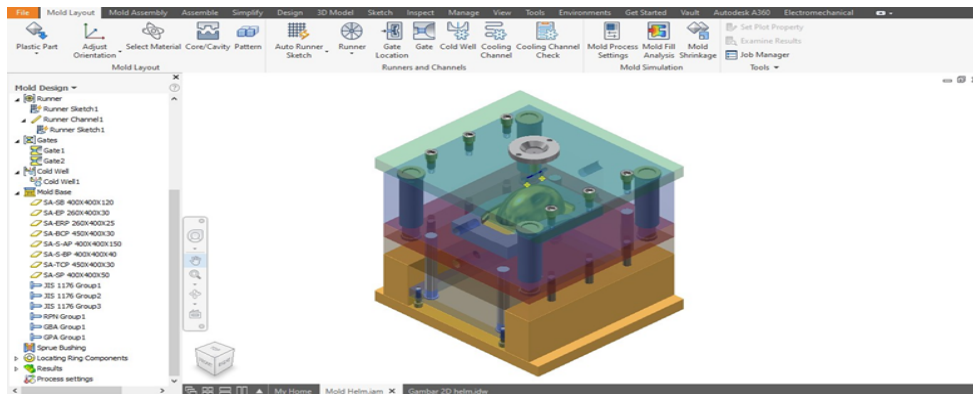 File Mold Layout Mold Assembly Assemble Simplify Design 3D Model Sketch Inspect Manage View Tools Environments Get Started Vault Autodesk A360 Electromechanical
Plastic Part
Adjust Orientation
Select Material
Core/Cavity
Pattern
Auto Runner Sketch
Runner
Gate Location
Gate
Cold Well
Cooling Channel
Cooling Channel Check
Mold Process Settings
Mold Fill Analysis
Mold Shrinkage
Set Plot Property
Examine Results
Job Manager
Mold Layout
Runners and Channels
Mold Simulation
Tools
Mold Design
Runner
Runner Sketch1
Runner Channel1
Runner Sketch1
Gates
Gate1
Gate2
Cold Well
Cold Well1
Mold Base
SA-SB 400X400X120
SA-EP 260X400X30
SA-ERP 260X400X25
SA-BCP 450X400X30
SA-S-AP 400X400X150
SA-S-BP 400X400X40
SA-TCP 450X400X30
SA-SP 400X400X50
JIS 1176 Group1
JIS 1176 Group2
JIS 1176 Group3
RPN Group1
GBA Group1
GPA Group1
Sprue Bushing
Locating Ring Components
Results
Process settings
My Home
Mold Helm.iam
Gambar 2D helm.idw